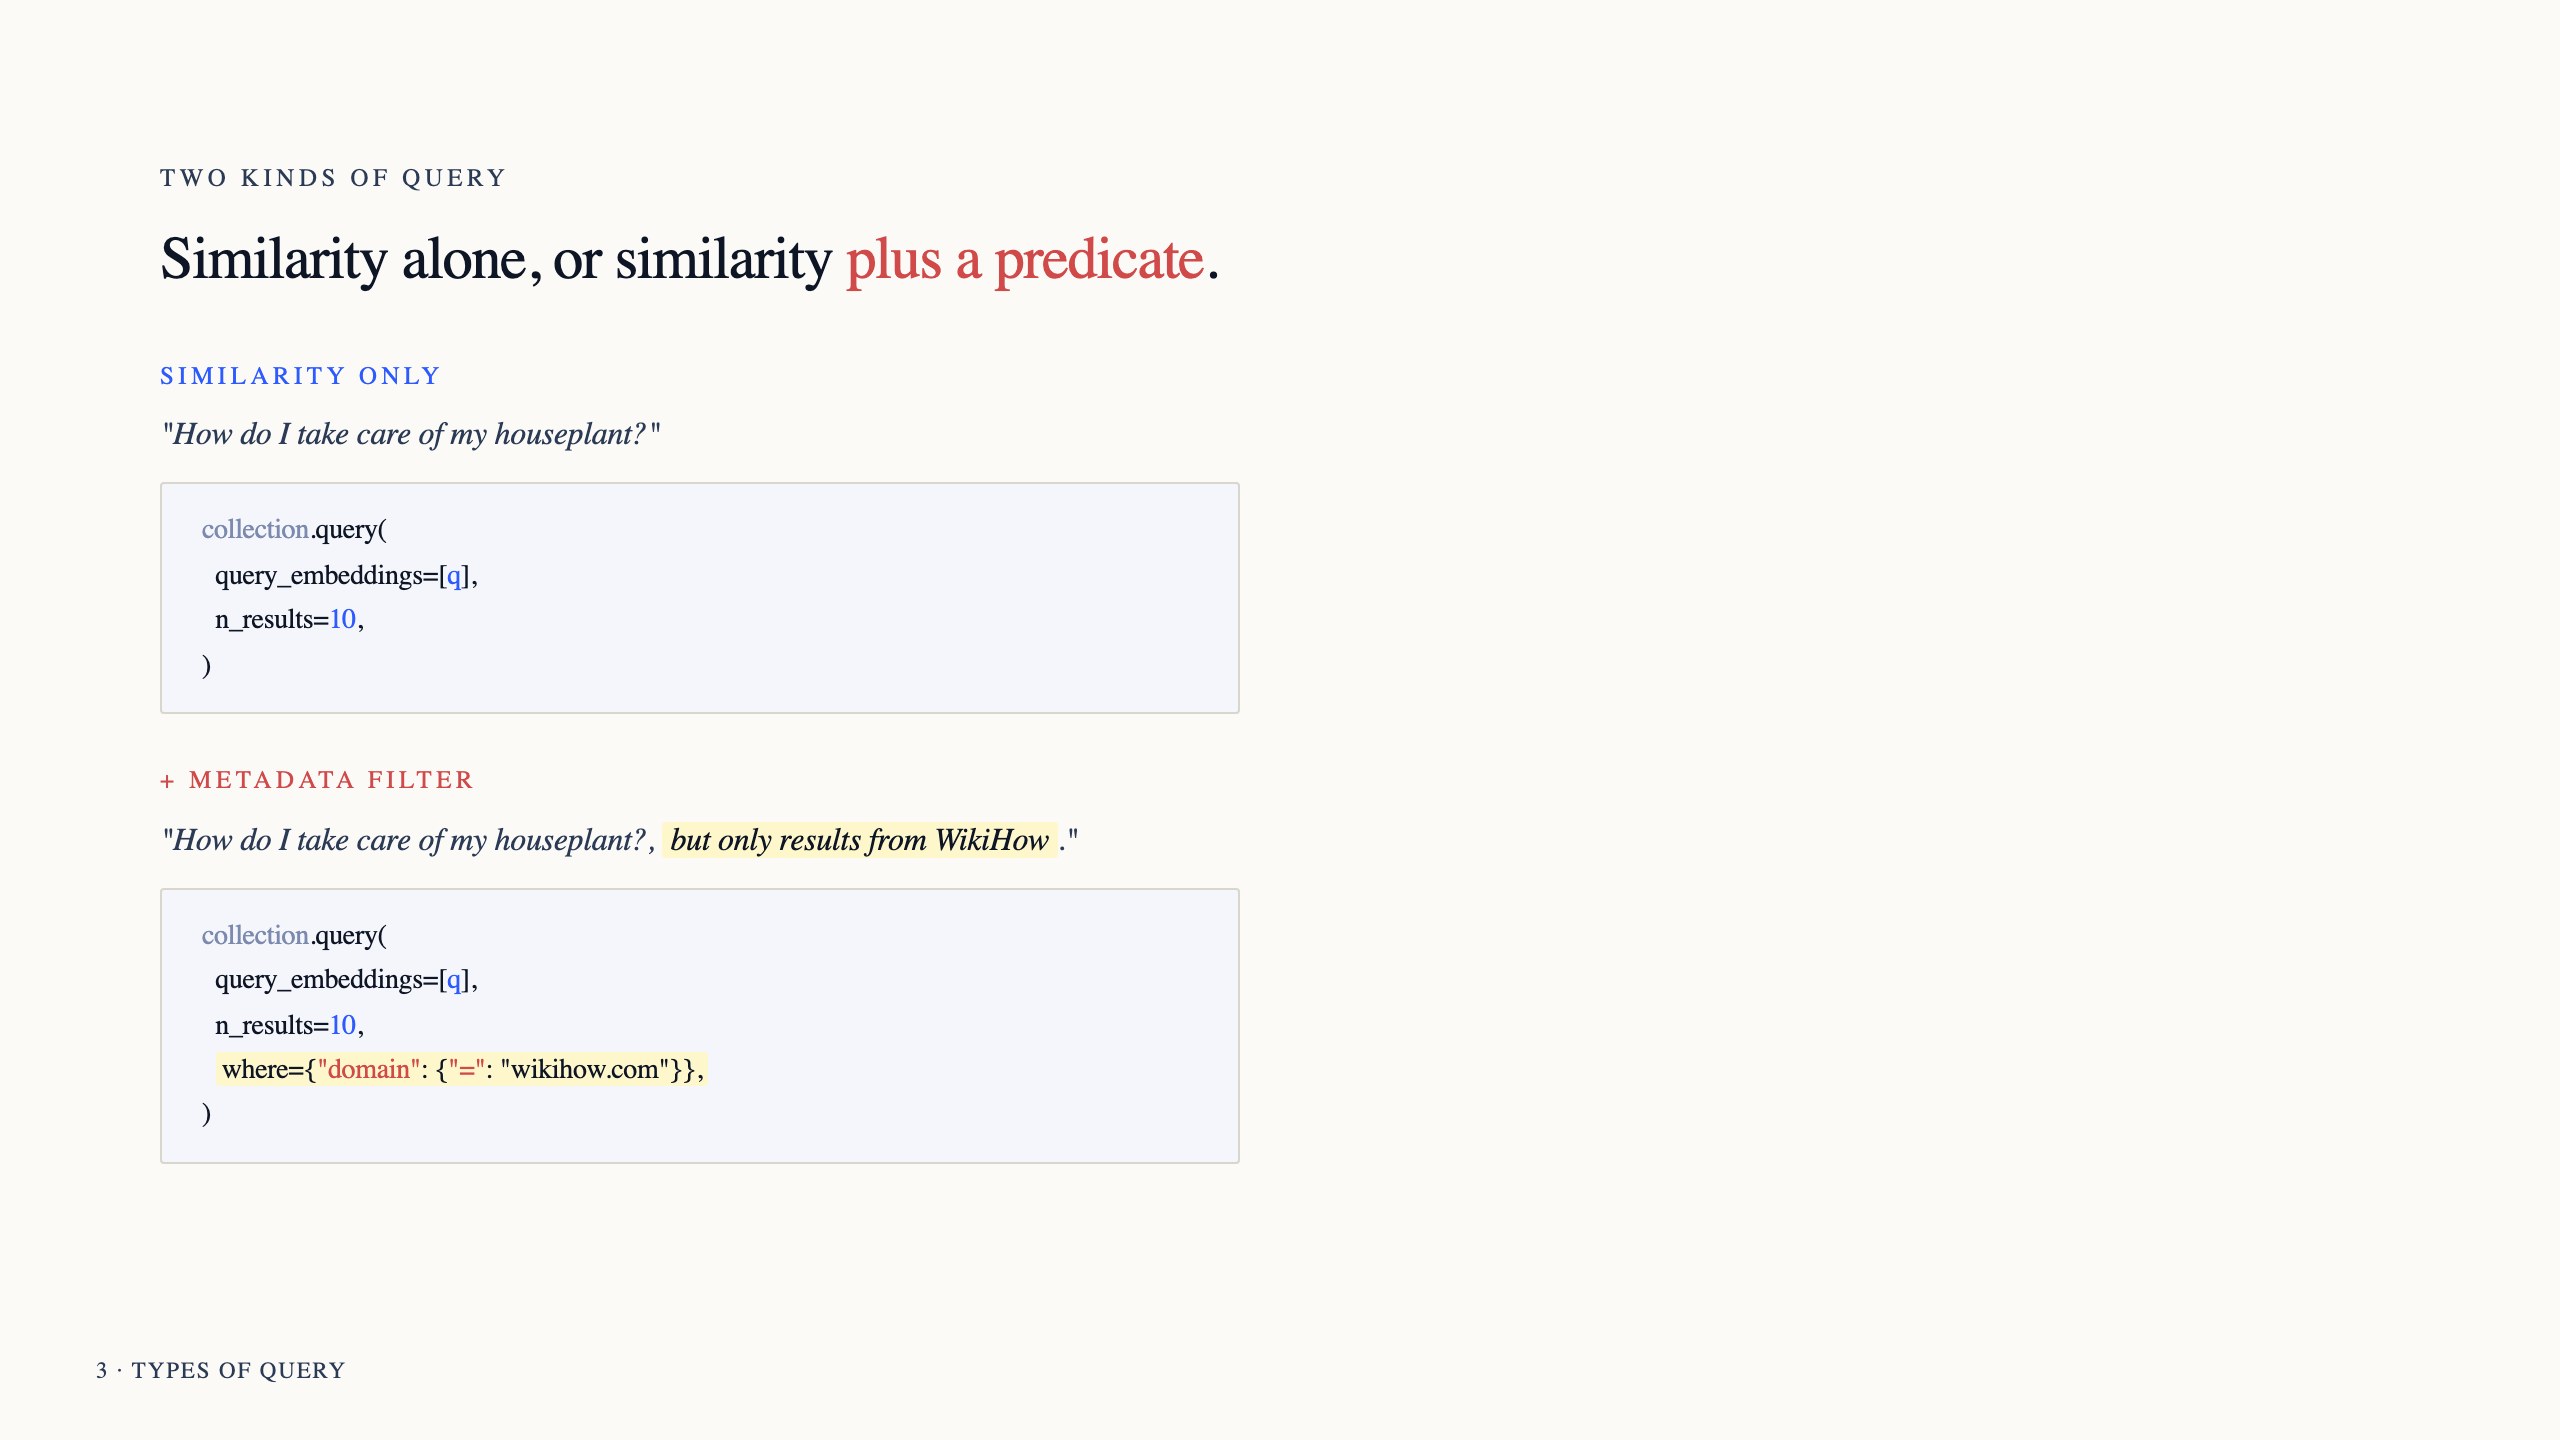 TWO KINDS OF QUERY
Similarity alone, or similarity plus a predicate.
SIMILARITY ONLY
"How do I take care of my houseplant?"
collection.query(
  query_embeddings=[q],
  n_results=10,
)
+ METADATA FILTER
"How do I take care of my houseplant?, but only results from WikiHow ."
collection.query(
  query_embeddings=[q],
  n_results=10,
  where={"domain": {"=": "wikihow.com"}},
)
3 · TYPES OF QUERY